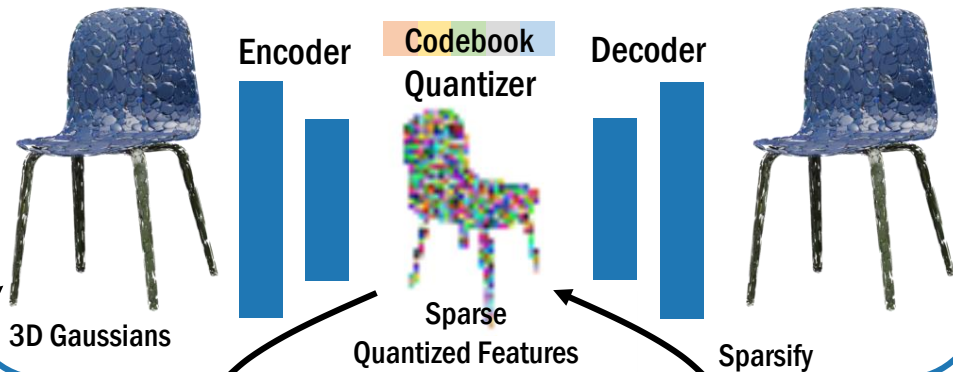 Encoder
Codebook
Quantizer
Decoder
3D Gaussians
Sparse
Quantized Features
Sparsify